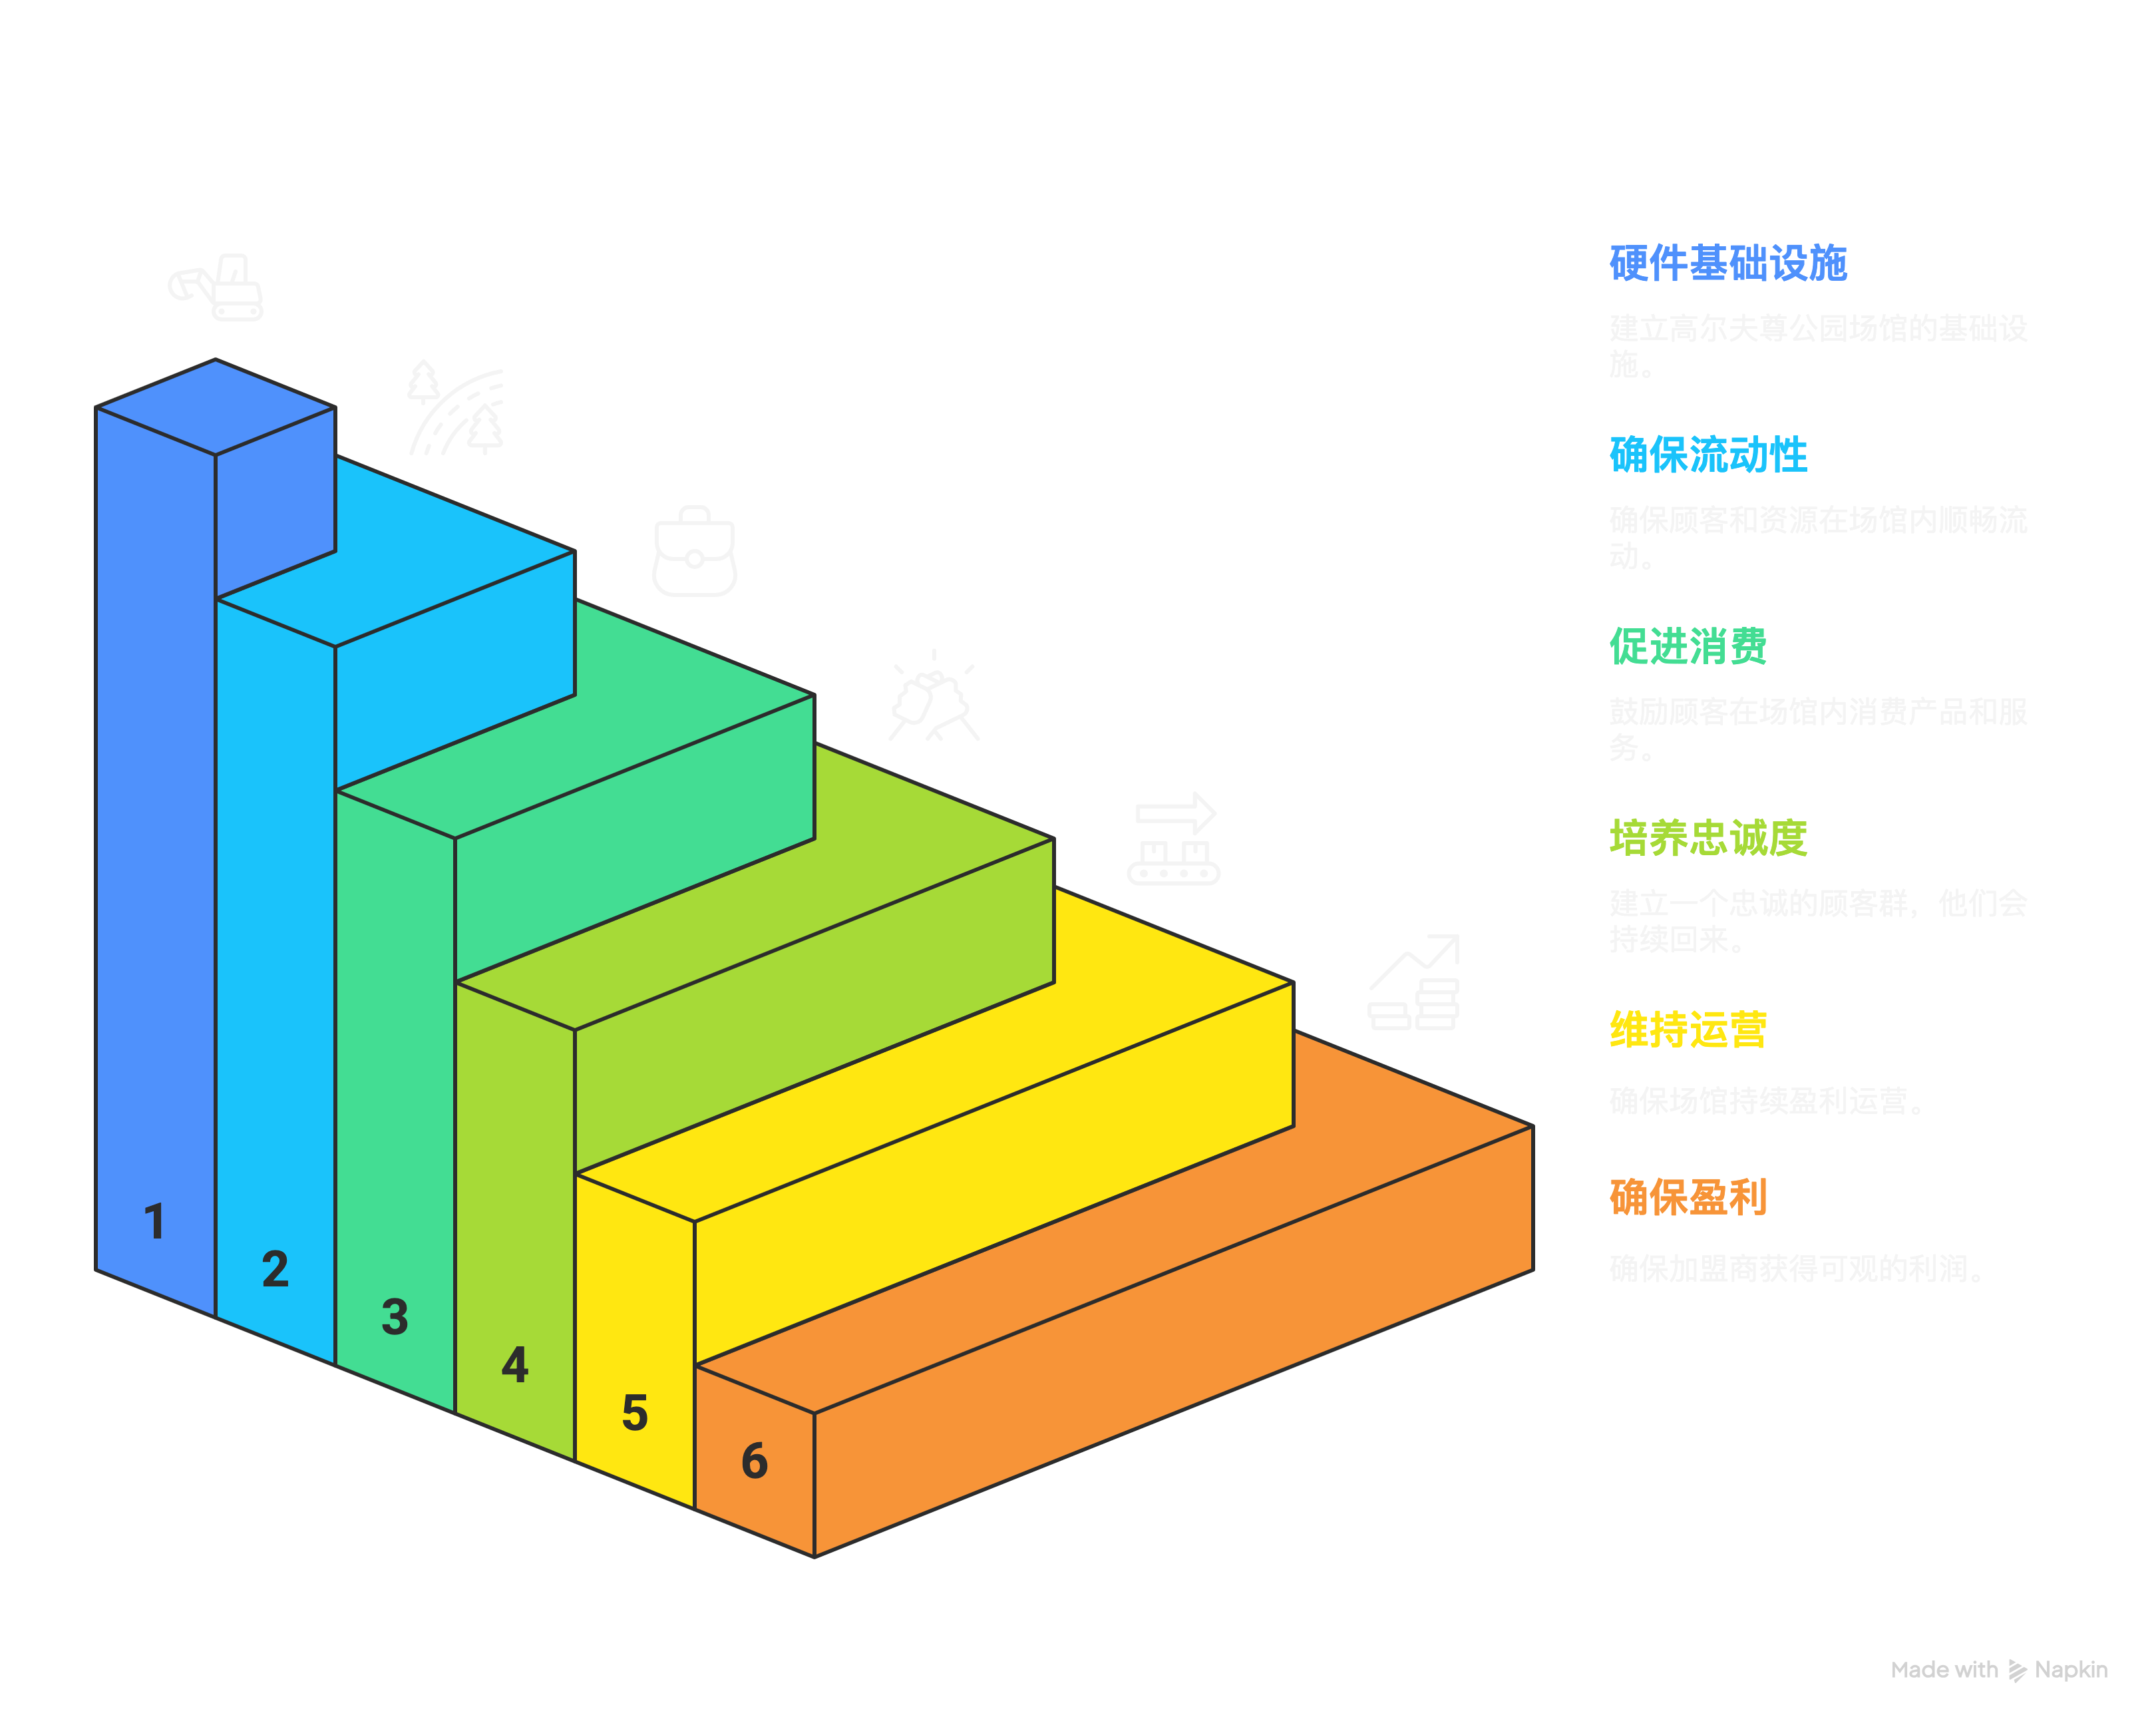 硬件基础设施
建立高尔夫尊公园场馆的基础设
施。
确保流动性
确保顾客和资源在场馆内顺畅流
动。
促进消费
鼓励顾客在场馆内消费产品和服
务。
培养忠诚度
建立一个忠诚的顾客群，他们会
持续回来。
维持运营
确保场馆持续盈利运营。
确保盈利
确保加盟商获得可观的利润。
1
2
3
4
5
6
Made with Napkin